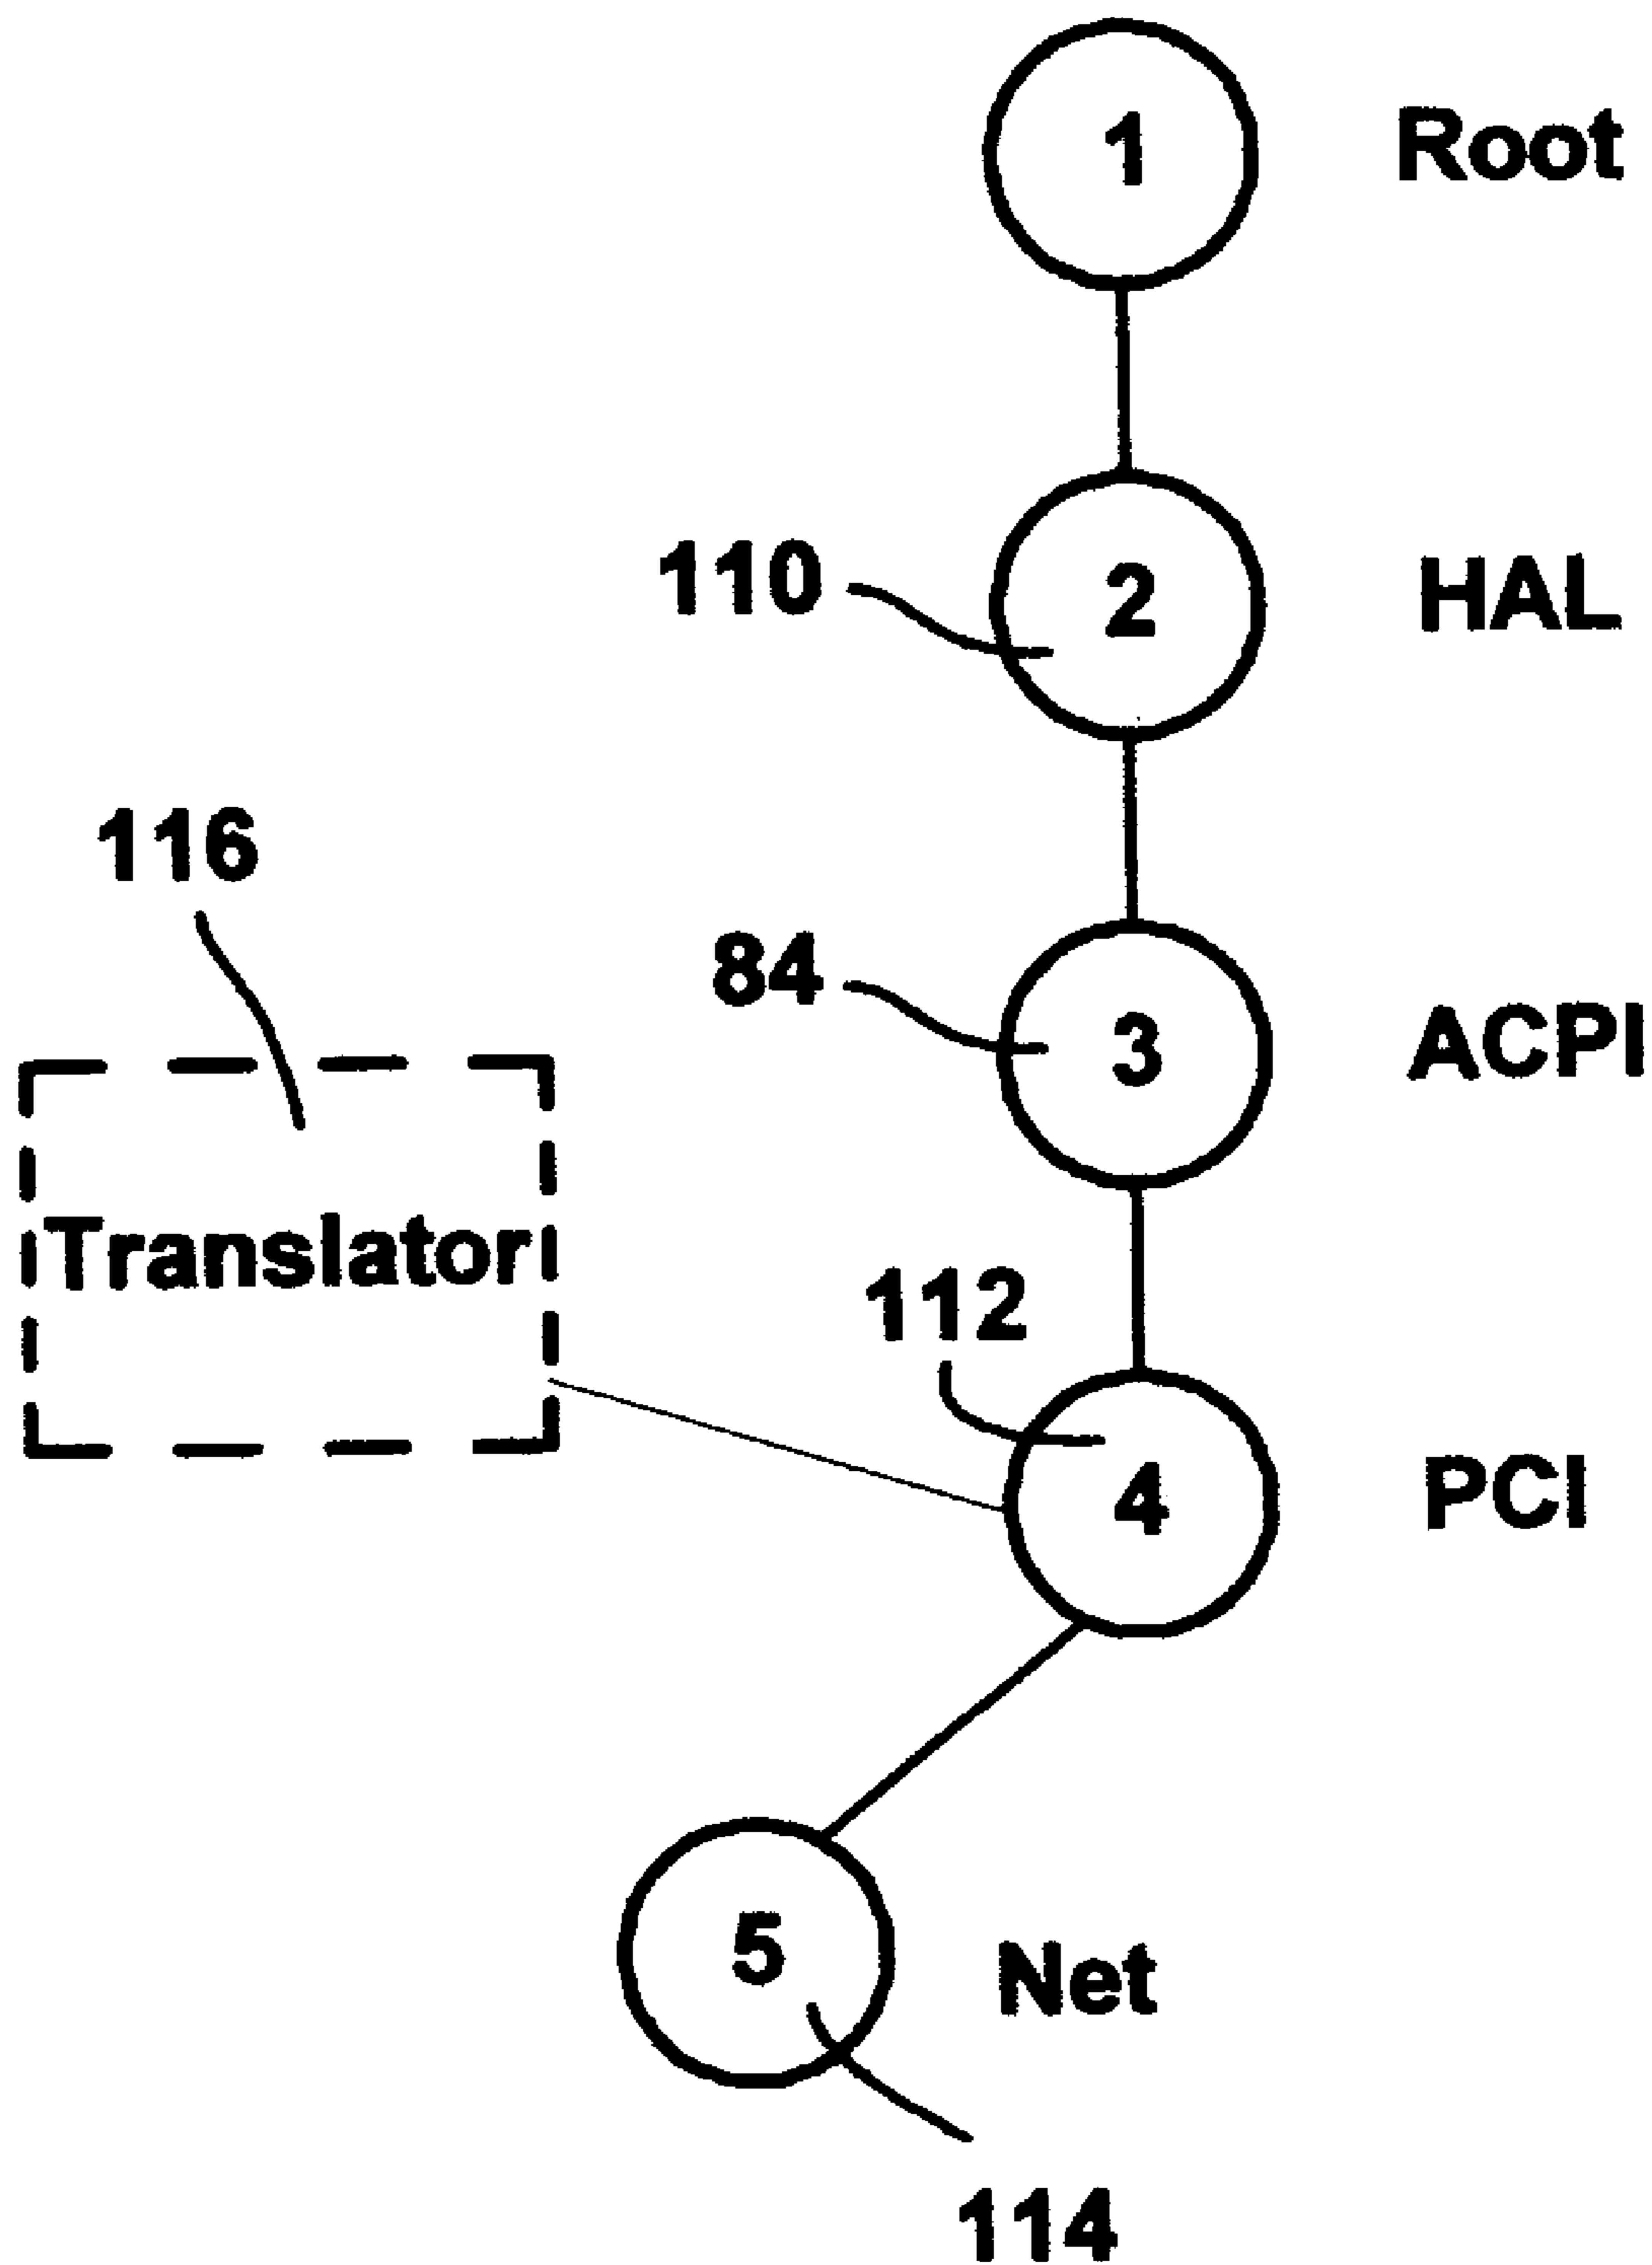 1 Root
110 2 HAL
116
84 3 ACPI
Translator
112
4 PCI
5 Net
114